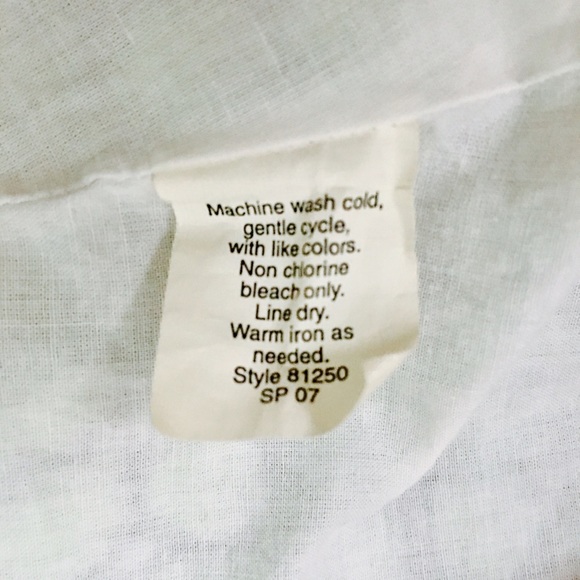 Machine wash cold,
gentle cycle,
with like colors.
Non chlorine
bleach only.
Line dry.
Warm iron as
needed.
Style 81250
SP 07